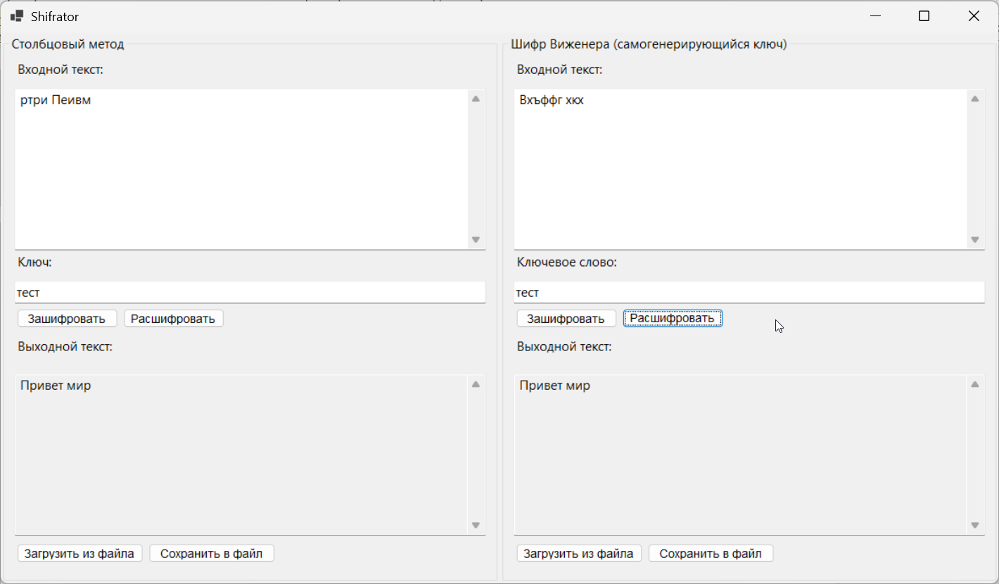 Shifrator
Столбцовый метод
Входной текст:
ртри Пеивм
Ключ:
тест
Зашифровать Расшифровать
Выходной текст:
Привет мир
Загрузить из файла Сохранить в файл
Шифр Виженера (самогенерирующийся ключ)
Входной текст:
Вхъффг хкх
Ключевое слово:
тест
Зашифровать Расшифровать
Выходной текст:
Привет мир
Загрузить из файла Сохранить в файл